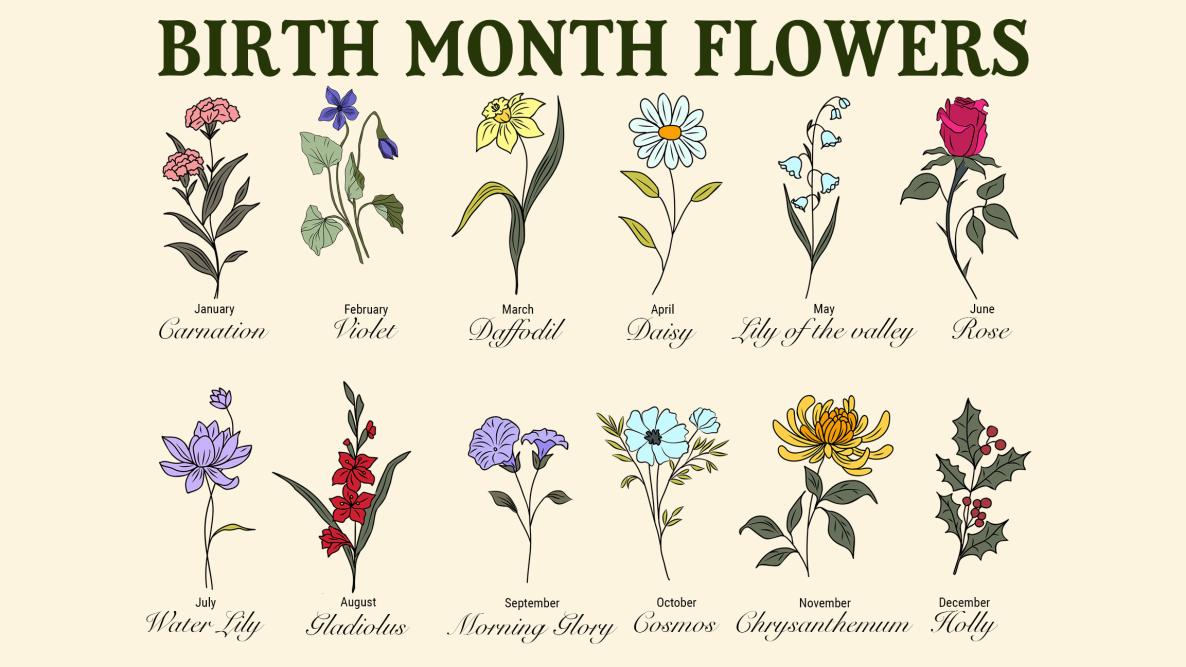 BIRTH MONTH FLOWERS
January
Carnation
February
Violet
March
Daffodil
April
Daisy
May
Lily of the valley
June
Rose
July
Water Lily
August
Gladiolus
September
Morning Glory
October
Cosmos
November
Chrysanthemum
December
Holly